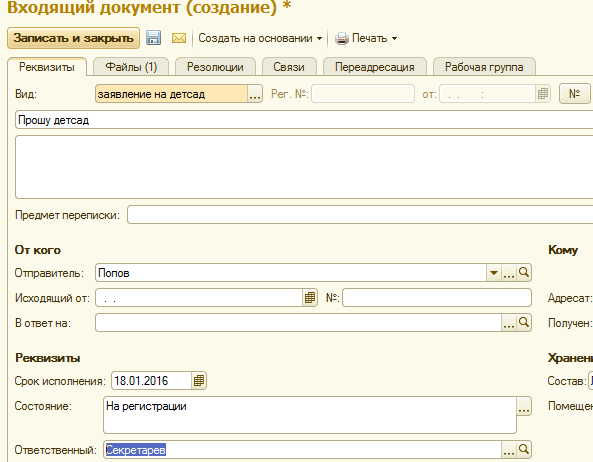 Входящий документ (создание) *
Записать и закрыть Создать на основании Печать
Реквизиты Файлы (1) Резолюции Связи Переадресация Рабочая группа
Вид: заявление на детсад ... Рег. №: от: . . : №
Прошу детсад
Предмет переписки:
От кого Кому
Отправитель: Попов ...
Исходящий от: . . №: Адресат:
В ответ на: ... Получен:
Реквизиты
Срок исполнения: 18.01.2016 Состав:
Состояние: На регистрации ...
Ответственный: Секретарев ...